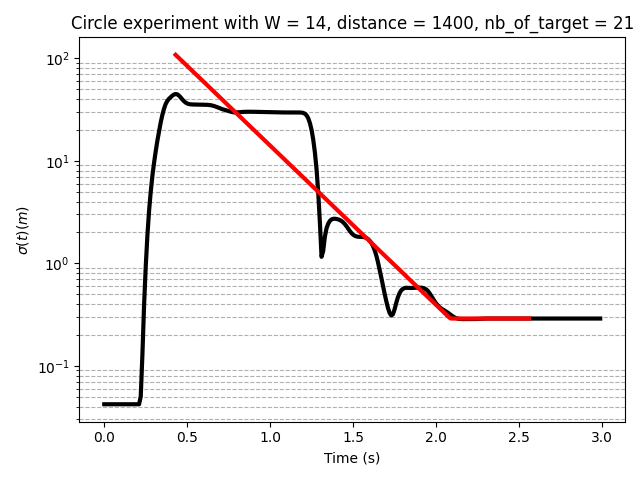 Circle experiment with W = 14, distance = 1400, nb_of_target = 21
10²
10¹
10⁰
10⁻¹
σ(t)(m)
0.0 0.5 1.0 1.5 2.0 2.5 3.0
Time (s)